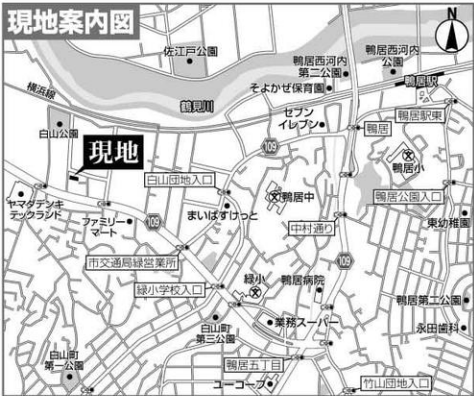 現地案内図
N
佐江戸公園
鴨居西河内
第二公園
鴨居西河内
公園
そよかぜ保育園
鴨居駅
横浜線
鶴見川
セブン
イレブン
鴨居
鴨居駅東
白山公園
109
現地
鴨居小
白山団地入口
鴨居中
鴨居公園入口
ヤマダデンキ
テックランド
ファミリー
マート
109
まいばすけっと
中村通り
東幼稚園
市交通局緑営業所
109
緑小学校入口
緑小
鴨居病院
鴨居第二公園
白山町
第三公園
業務スーパー
永田歯科
白山町
第一公園
鴨居五丁目
ユーコープ
竹山団地入口